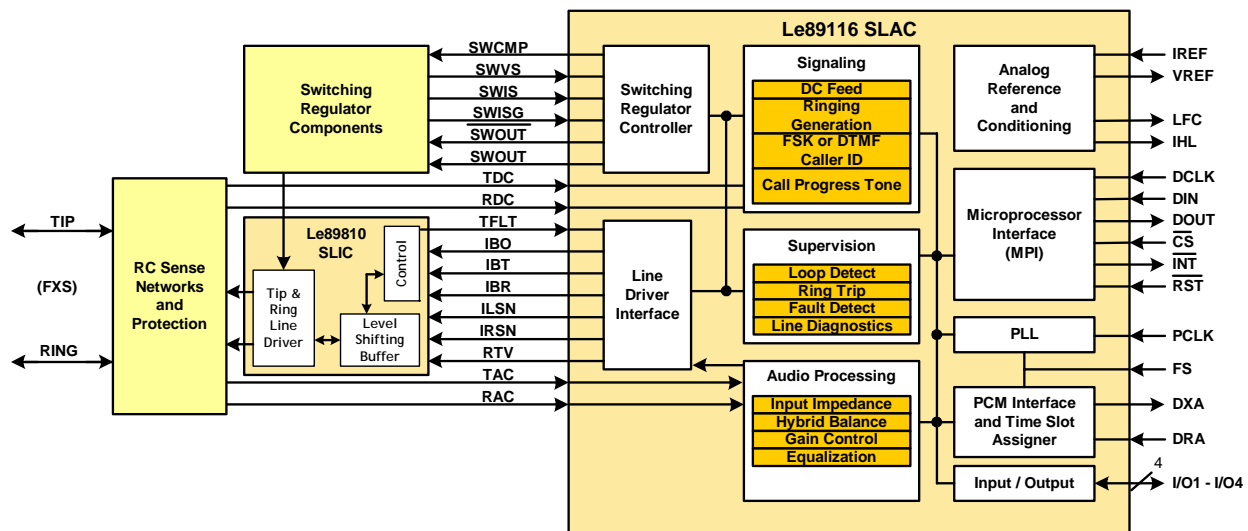 Le89116 SLAC
SWCMP
SWVS
SWIS
SWISG
SWOUT
SWOUT
TDC
RDC
TFLT
IBO
IBT
IBR
ILSN
IRSN
RTV
TAC
RAC
Switching
Regulator
Components
Switching
Regulator
Controller
Signaling
DC Feed
Ringing
Generation
FSK or DTMF
Caller ID
Call Progress Tone
Analog
Reference
and
Conditioning
IREF
VREF
LFC
IHL
TIP
(FXS)
RING
RC Sense
Networks
and
Protection
Le89810
SLIC
Control
Tip &
Ring
Line
Driver
Level
Shifting
Buffer
Line
Driver
Interface
Supervision
Loop Detect
Ring Trip
Fault Detect
Line Diagnostics
Microprocessor
Interface
(MPI)
DCLK
DIN
DOUT
CS
INT
RST
Audio Processing
Input Impedance
Hybrid Balance
Gain Control
Equalization
PLL
PCLK
FS
PCM Interface
and Time Slot
Assigner
DXA
DRA
Input / Output
4
I/O1 - I/O4